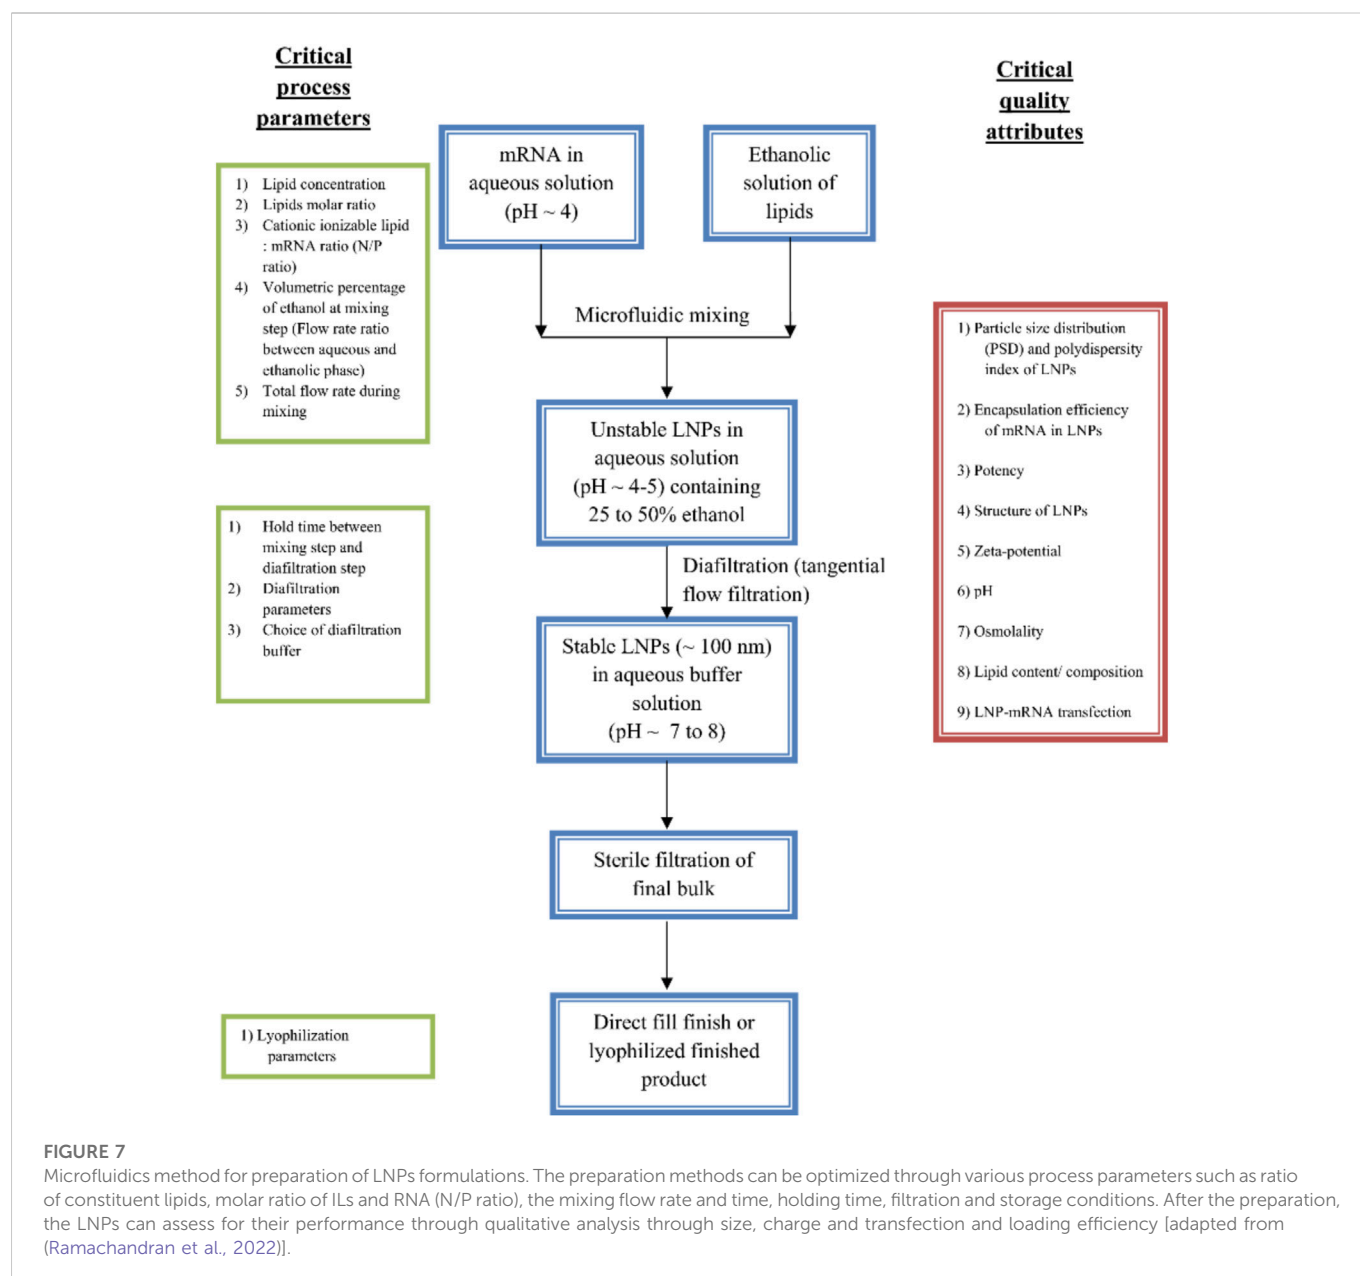 Critical
process
parameters
1) Lipid concentration
2) Lipids molar ratio
3) Cationic ionizable lipid
: mRNA ratio (N/P
ratio)
4) Volumetric percentage
of ethanol at mixing
step (Flow rate ratio
between aqueous and
ethanolic phase)
5) Total flow rate during
mixing
1) Hold time between
mixing step and
diafiltration step
2) Diafiltration
parameters
3) Choice of diafiltration
buffer
1) Lyophilization
parameters
mRNA in
aqueous solution
(pH ~ 4)
Ethanolic
solution of
lipids
Microfluidic mixing
Unstable LNPs in
aqueous solution
(pH ~ 4-5) containing
25 to 50% ethanol
Diafiltration (tangential
flow filtration)
Stable LNPs (~ 100 nm)
in aqueous buffer
solution
(pH ~ 7 to 8)
Sterile filtration of
final bulk
Direct fill finish or
lyophilized finished
product
Critical
quality
attributes
1) Particle size distribution
(PSD) and polydispersity
index of LNPs
2) Encapsulation efficiency
of mRNA in LNPs
3) Potency
4) Structure of LNPs
5) Zeta-potential
6) pH
7) Osmolality
8) Lipid content/ composition
9) LNP-mRNA transfection
FIGURE 7
Microfluidics method for preparation of LNPs formulations. The preparation methods can be optimized through various process parameters such as ratio
of constituent lipids, molar ratio of ILs and RNA (N/P ratio), the mixing flow rate and time, holding time, filtration and storage conditions. After the preparation,
the LNPs can assess for their performance through qualitative analysis through size, charge and transfection and loading efficiency [adapted from
(Ramachandran et al., 2022)].